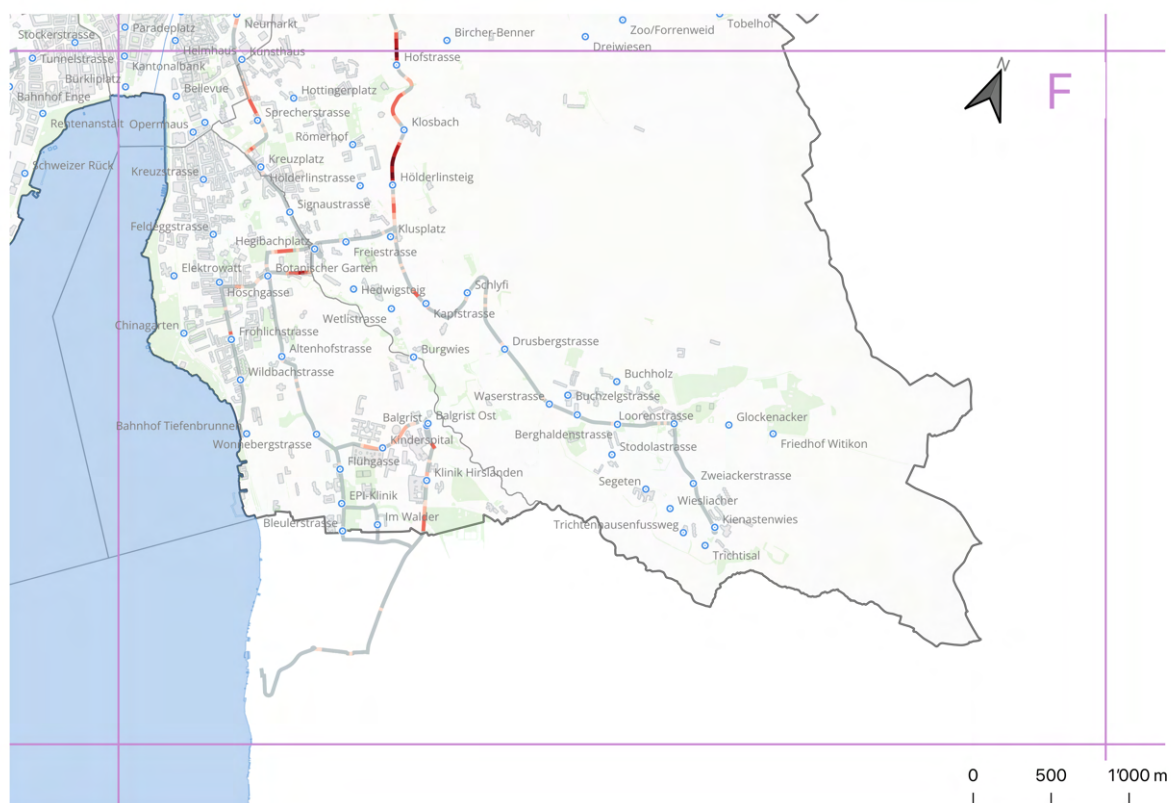 Neumarkt
Tobelhof
Zoo/Forrenweid
Paradeplatz
Stockerstrasse
Bircher-Benner
Dreiwiesen
Heimhaus
Kunsthaus
Hofstrasse
Tunnelstrasse
Kantonalbank
N
F
Bürkliplatz
Bellevue
Hottingerplatz
Bahnhof Enge
Sprecherstrasse
Rentenanstalt
Opernhaus
Klosbach
Römerhof
Schweizer Rück
Kreuzplatz
Kreuzstrasse
Hölderlinstrasse
Hölderlinsteig
Signaustrasse
Feldeggstrasse
Klusplatz
Hegibachplatz
Freiestrasse
Elektrowatt
Botanischer Garten
Höschgasse
Hedwigsteig
Schlyfi
Kapfstrasse
Wetlistrasse
Chinagarten
Fröhlichstrasse
Altenhofstrasse
Burgwies
Drusbergstrasse
Wildbachstrasse
Buchholz
Waserstrasse
Buchzelgstrasse
Balgrist
Balgrist Ost
Loorenstrasse
Glockenacker
Bahnhof Tiefenbrunnen
Wonnebergstrasse
Kinderspital
Berghaldenstrasse
Friedhof Witikon
Stodolastrasse
Flühgasse
Klinik Hirslanden
Segeten
Zweiackerstrasse
EPI-Klinik
Wiesliacher
Bleulerstrasse
Im Walder
Trichtenhausenfussweg
Kienastenwies
Trichtisal
0 500 1'000 m